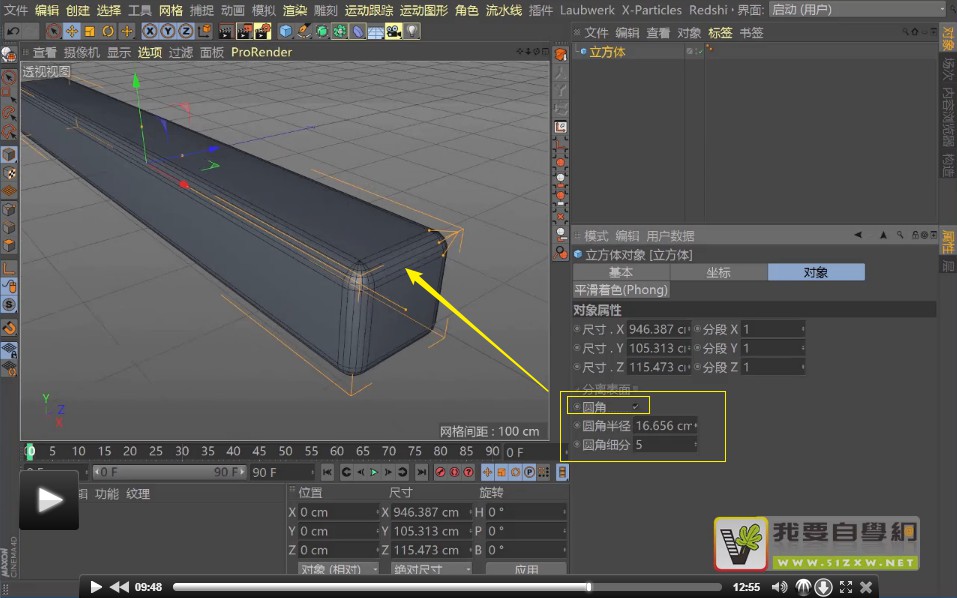 文件 编辑 创建 选择 工具 网格 捕捉 动画 模拟 渲染 雕刻 运动跟踪 运动图形 角色 流水线 插件 Laubwerk X-Particles Redshi 界面: 启动 (用户)
查看 摄像机 显示 选项 过滤 面板 ProRender
文件 编辑 查看 对象 标签 书签
立方体
透视视图
对象
场次
内容浏览器
构造
模式 编辑 用户数据
属性
层
立方体对象 [立方体]
基本 坐标 对象
平滑着色(Phong)
对象属性
尺寸 . X 946.387 cm 分段 X 1
尺寸 . Y 105.313 cm 分段 Y 1
尺寸 . Z 115.473 cm 分段 Z 1
分离表面
圆角
圆角半径 16.656 cm
圆角细分 5
Y
Z
X
网格间距 : 100 cm
0 5 10 15 20 25 30 35 40 45 50 55 60 65 70 75 80 85 90 0 F
0 F 90 F 90 F
功能 纹理
位置 尺寸 旋转
X 0 cm X 946.387 cm H 0 °
Y 0 cm Y 105.313 cm P 0 °
Z 0 cm Z 115.473 cm B 0 °
对象 (相对) 绝对尺寸 应用
MAXON
CINEMA 4D
我要自學網
WWW.51ZXW.NET
09:48 12:55